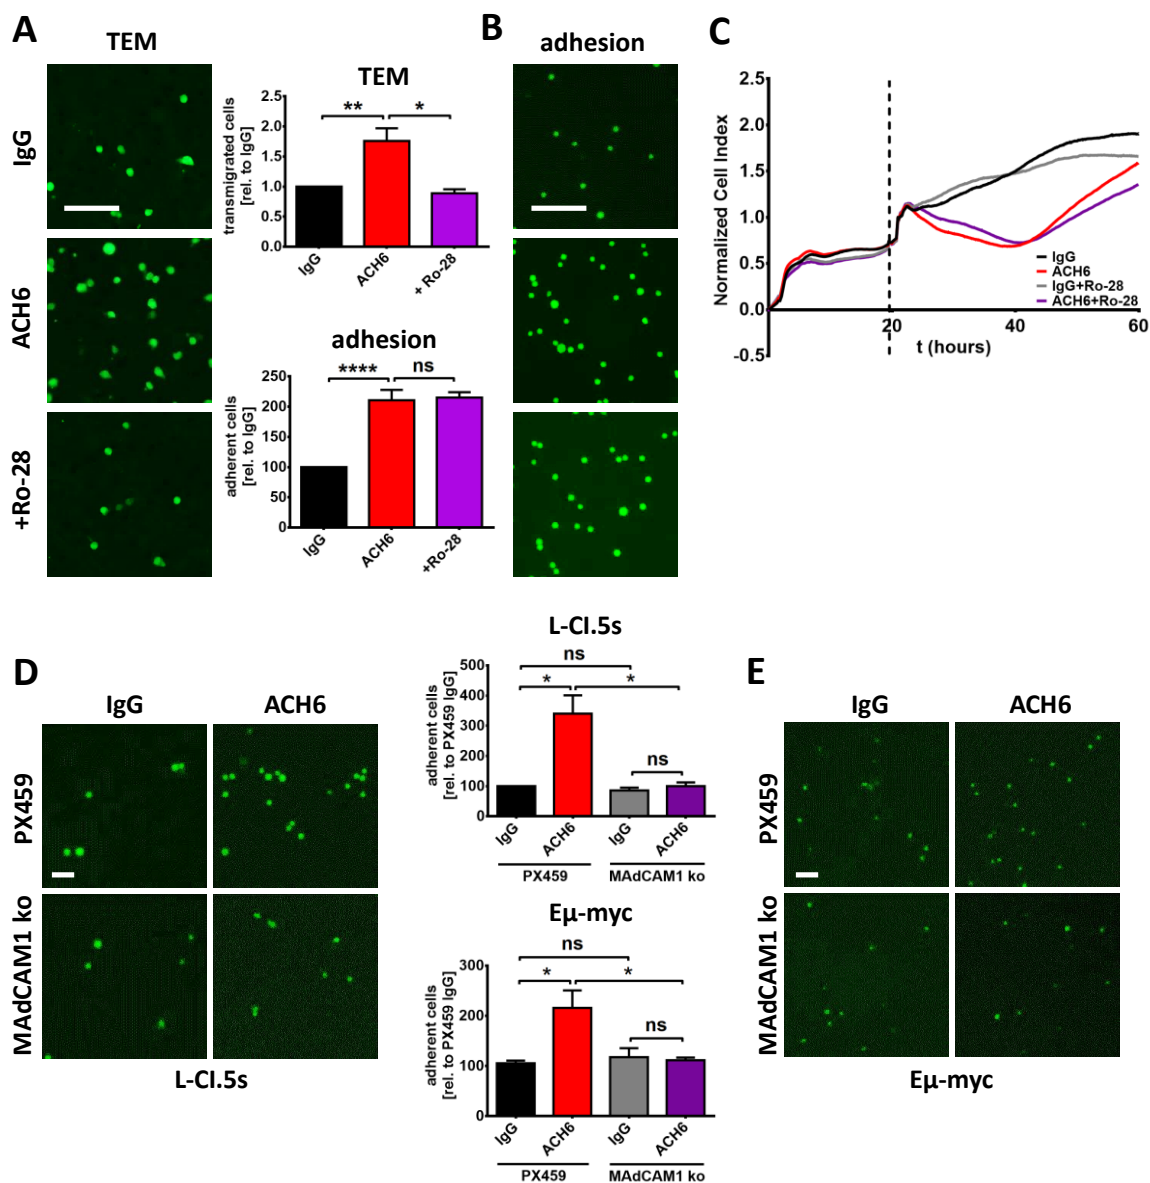 A
TEM
IgG
ACH6
+Ro-28
TEM
transmigrated cells
[rel. to IgG]
2.5
2.0
1.5
1.0
0.5
0.0
**
*
IgG
ACH6
+ Ro-28
adhesion
adherent cells
[rel. to IgG]
250
200
150
100
50
0
****
ns
IgG
ACH6
+Ro-28
B
adhesion
C
Normalized Cell Index
2.5
2.0
1.5
1.0
0.5
0.0
-0.5
20
40
60
t (hours)
IgG
ACH6
IgG+Ro-28
ACH6+Ro-28
D
IgG
ACH6
PX459
MAdCAM1 ko
L-CI.5s
L-CI.5s
adherent cells
[rel. to PX459 IgG]
500
400
300
200
100
0
ns
*
*
ns
IgG
ACH6
IgG
ACH6
PX459
MAdCAM1 ko
Eμ-myc
adherent cells
[rel. to PX459 IgG]
300
200
100
0
ns
*
*
ns
IgG
ACH6
IgG
ACH6
PX459
MAdCAM1 ko
E
IgG
ACH6
PX459
MAdCAM1 ko
Eμ-myc